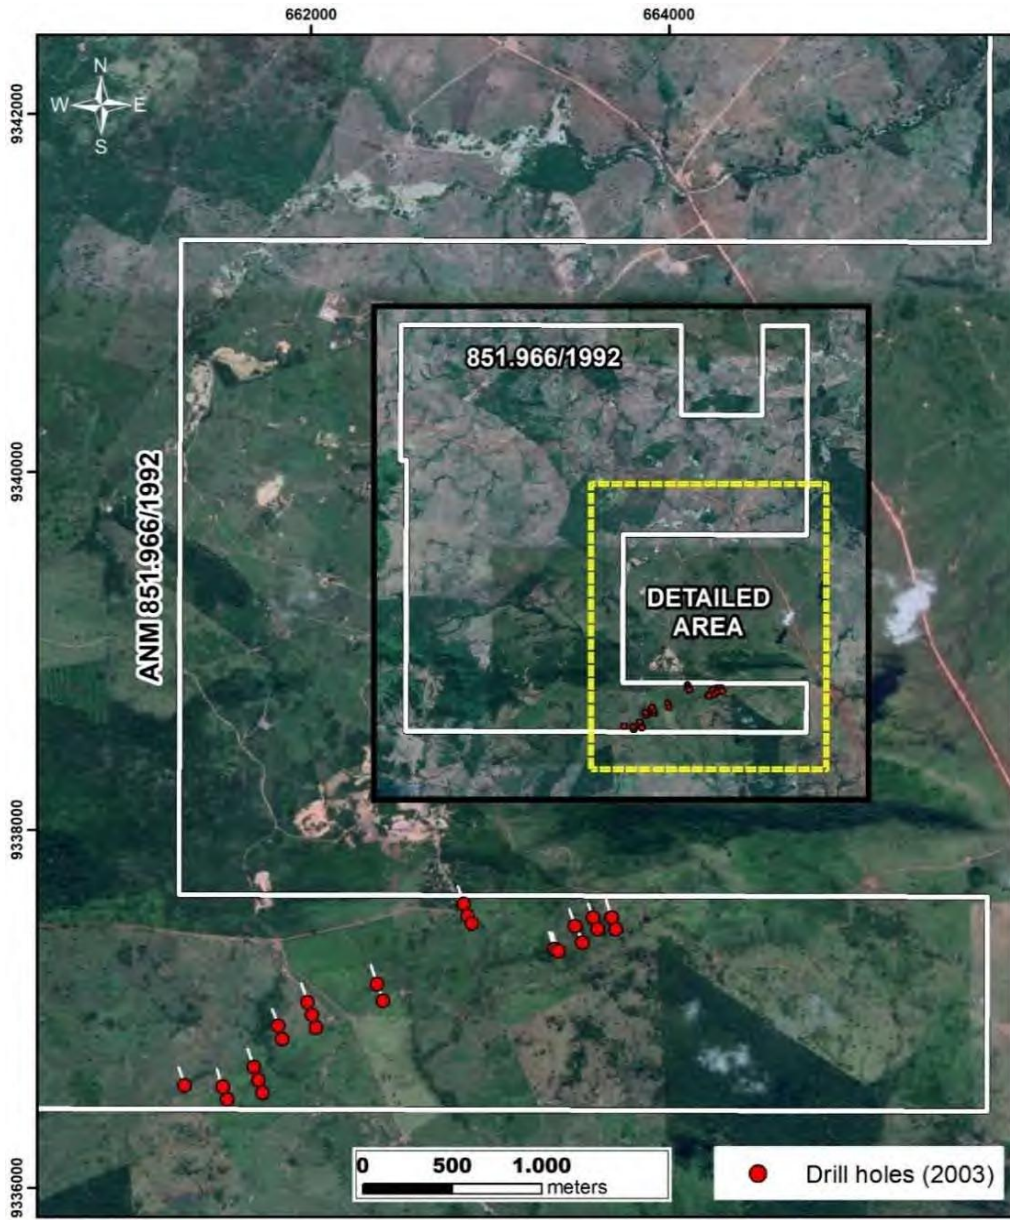 662000
664000
N
W
E
S
9342000
851.966/1992
9340000
ANM 851.966/1992
DETAILED
AREA
9338000
9336000
0 500 1.000
meters
Drill holes (2003)